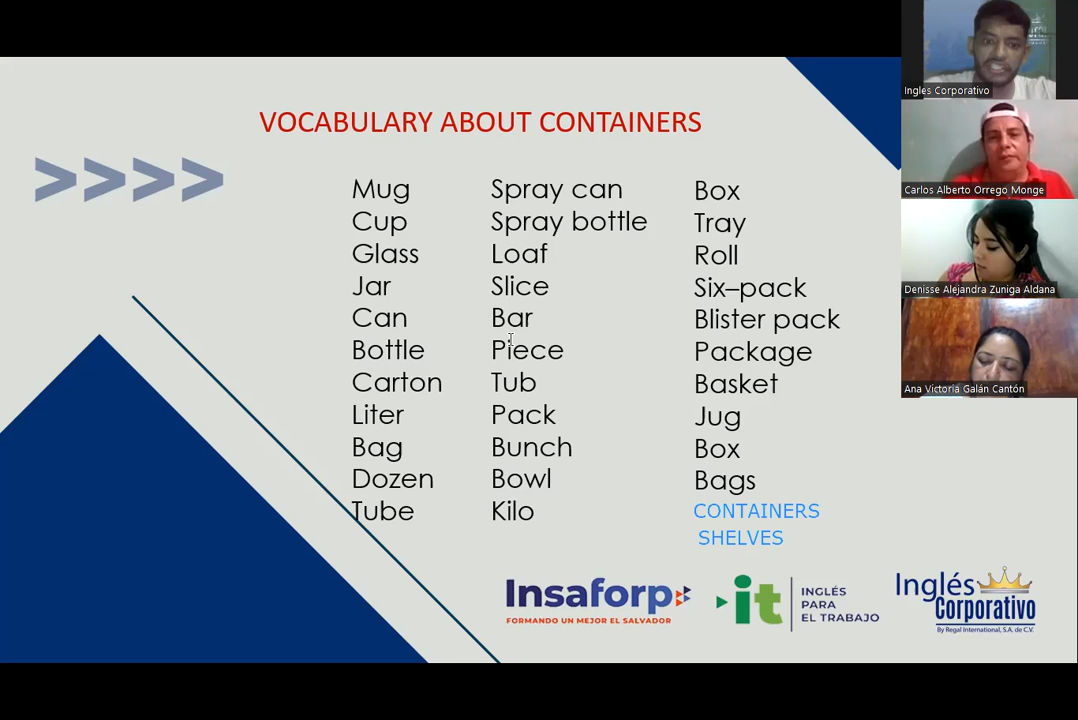 VOCABULARY ABOUT CONTAINERS
>>>>
Mug
Cup
Glass
Jar
Can
Bottle
Carton
Liter
Bag
Dozen
Tube
Spray can
Spray bottle
Loaf
Slice
Bar
Piece
Tub
Pack
Bunch
Bowl
Kilo
Box
Tray
Roll
Six–pack
Blister pack
Package
Basket
Jug
Box
Bags
CONTAINERS
SHELVES
Insaforp
FORMANDO UN MEJOR EL SALVADOR
it
INGLÉS
PARA
EL TRABAJO
Inglés
Corporativo
By Regal International, S.A. de C.V.
Ingles Corporativo
Carlos Alberto Orrego Monge
Denisse Alejandra Zuniga Aldana
Ana Victoria Galán Cantón